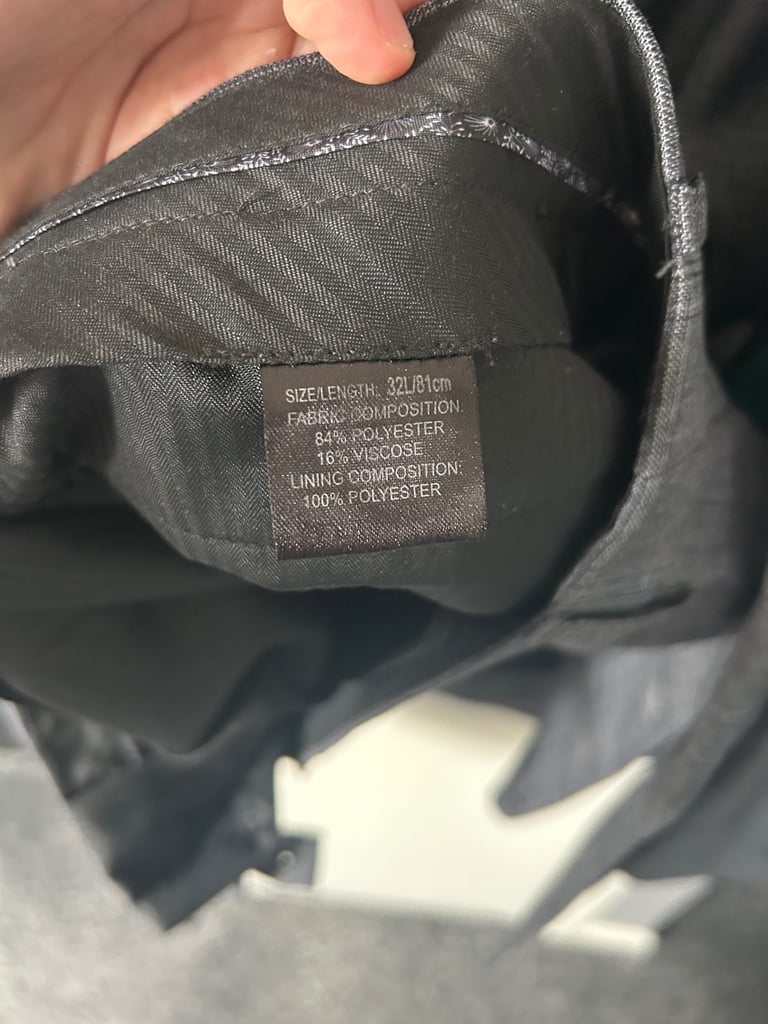 SIZE/LENGTH: 32L/81cm
FABRIC COMPOSITION:
84% POLYESTER
16% VISCOSE
LINING COMPOSITION:
100% POLYESTER